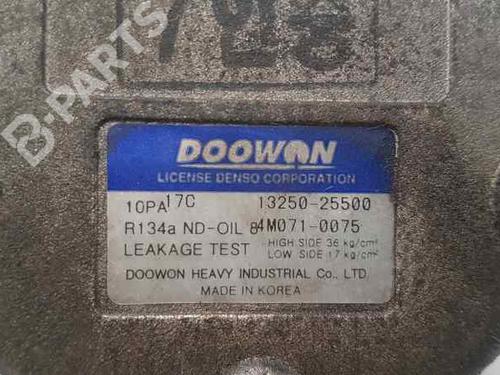 DOOWON
LICENSE DENSO CORPORATION
10PA17C 13250-25500
R134a ND-OIL 8 4M071-0075
LEAKAGE TEST HIGH SIDE 36 kg/cm²
LOW SIDE 17 kg/cm²
DOOWON HEAVY INDUSTRIAL Co., LTD.
MADE IN KOREA
B-PARTS